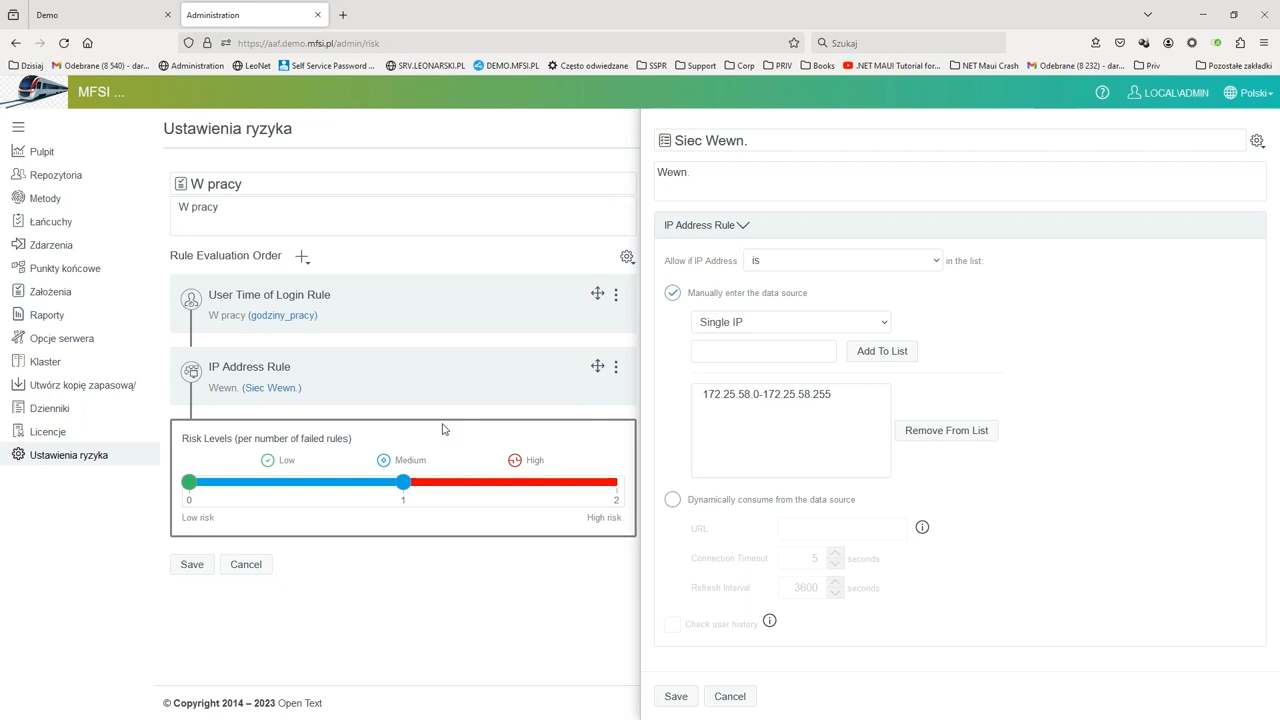 Demo
Administration
https://aaf.demo.mfsi.pl/admin/risk
Szukaj
Dzisiaj
Odebrane (8 540) - dar...
Administration
LeoNet
Self Service Password ...
SRV.LEONARSKI.PL
DEMO.MFSI.PL
Często odwiedzane
SSPR
Support
Corp
PRIV
Books
.NET MAUI Tutorial for...
.NET Maui Crash
Odebrane (8 232) - dar...
Priv
Pozostałe zakładki
MFSI ...
LOCAL\ADMIN
Polski
Pulpit
Repozytoria
Metody
Łańcuchy
Zdarzenia
Punkty końcowe
Założenia
Raporty
Opcje serwera
Klaster
Utwórz kopię zapasową/
Dzienniki
Licencje
Ustawienia ryzyka
Ustawienia ryzyka
W pracy
W pracy
Rule Evaluation Order
User Time of Login Rule
W pracy (godziny_pracy)
IP Address Rule
Wewn. (Siec Wewn.)
Risk Levels (per number of failed rules)
Low
Medium
High
0
1
2
Low risk
High risk
Save
Cancel
© Copyright 2014 – 2023 Open Text
Siec Wewn.
Wewn.
IP Address Rule
Allow if IP Address
is
in the list:
Manually enter the data source
Single IP
Add To List
172.25.58.0-172.25.58.255
Remove From List
Dynamically consume from the data source
URL
Connection Timeout
5
seconds
Refresh Interval
3600
seconds
Check user history
Save
Cancel